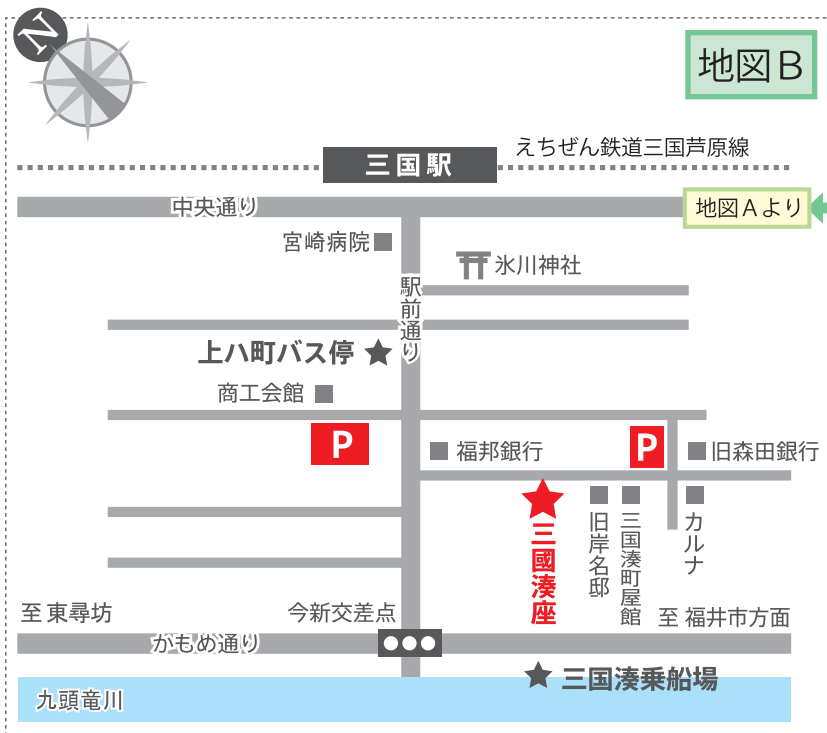 N
地図B
えちぜん鉄道三国芦原線
三国駅
中央通り
地図Aより
宮崎病院
氷川神社
駅前通り
上ハ町バス停
商工会館
P
福邦銀行
P
旧森田銀行
三國湊座
旧岸名邸
三国湊町屋館
カルナ
至 東尋坊
今新交差点
至 福井市方面
かもめ通り
三国湊乗船場
九頭竜川